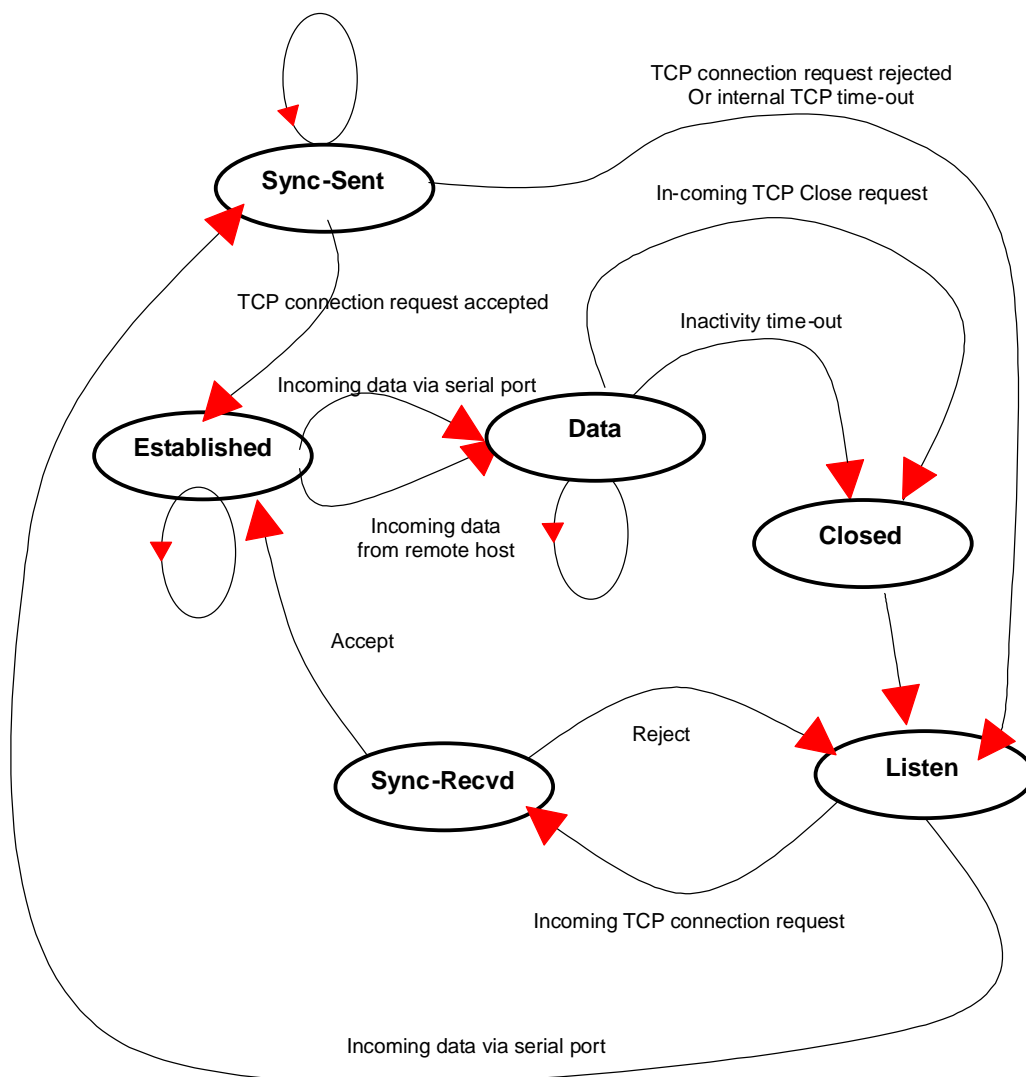 TCP connection request rejected
Or internal TCP time-out
Sync-Sent
In-coming TCP Close request
TCP connection request accepted
Inactivity time-out
Incoming data via serial port
Data
Established
Incoming data
from remote host
Closed
Accept
Reject
Sync-Recvd
Listen
Incoming TCP connection request
Incoming data via serial port